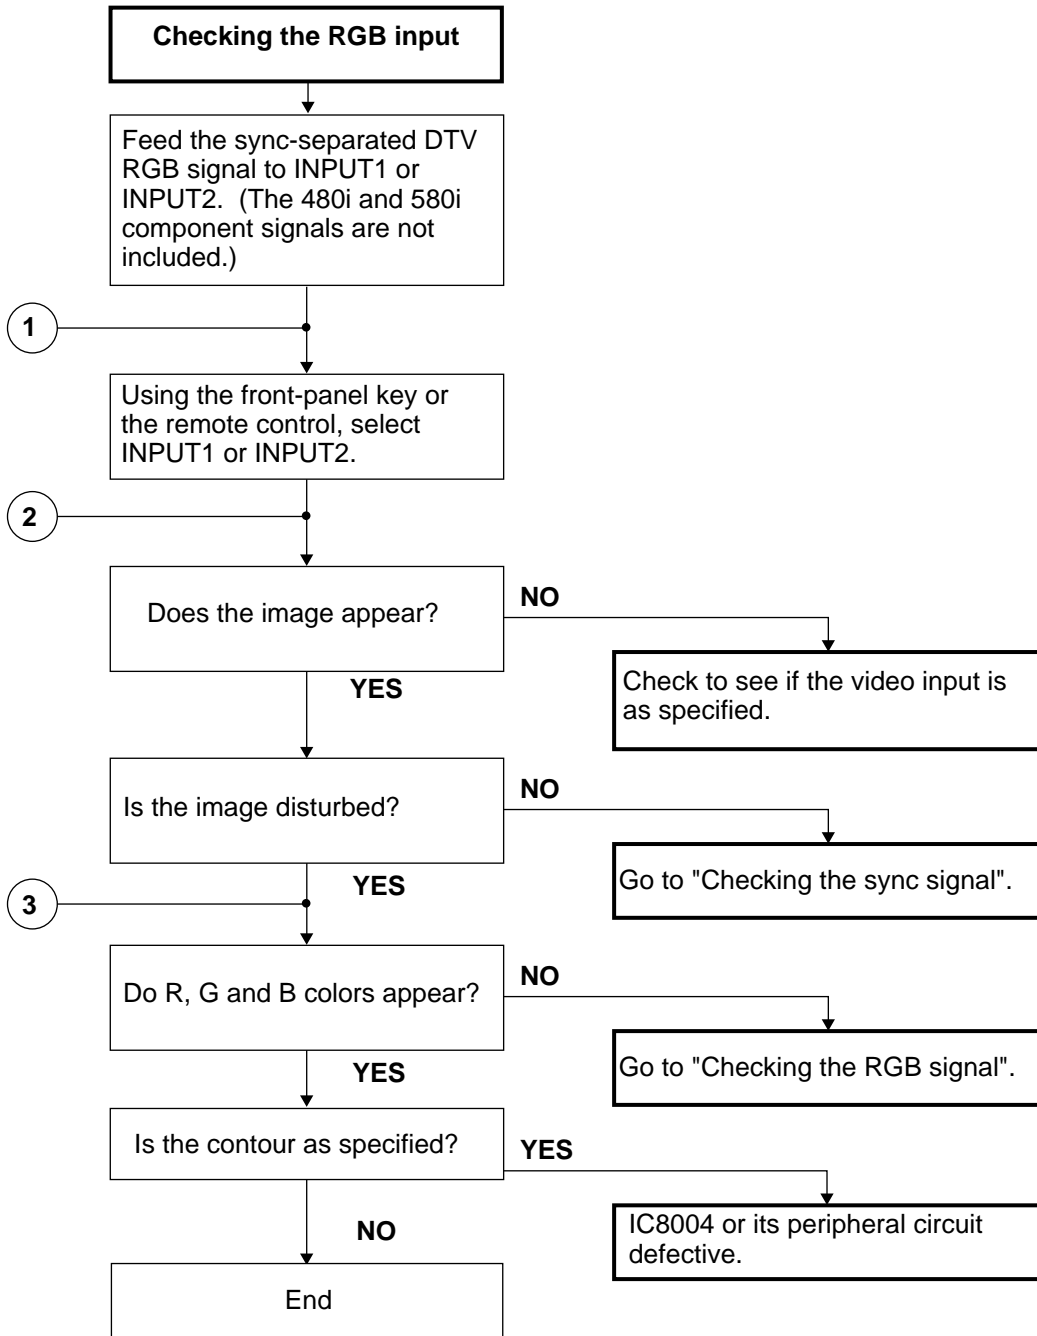 Checking the RGB input
Feed the sync-separated DTV
RGB signal to INPUT1 or
INPUT2.  (The 480i and 580i
component signals are not
included.)
1
Using the front-panel key or
the remote control, select
INPUT1 or INPUT2.
2
Does the image appear?
NO
YES
Check to see if the video input is
as specified.
Is the image disturbed?
NO
YES
Go to "Checking the sync signal".
3
Do R, G and B colors appear?
NO
YES
Go to "Checking the RGB signal".
Is the contour as specified?
YES
NO
IC8004 or its peripheral circuit
defective.
End